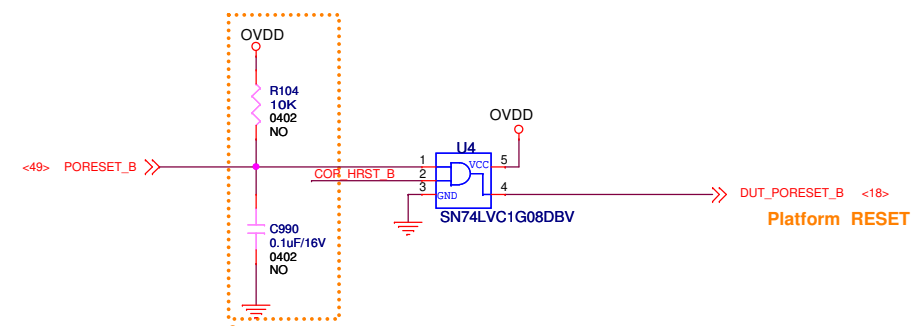 OVDD
R104
10K
0402
NO
OVDD
U4
<49> PORESET_B
1
VCC
5
COP_HRST_B
2
3
GND
4
DUT_PORESET_B <18>
SN74LVC1G08DBV
Platform RESET
C990
0.1uF/16V
0402
NO